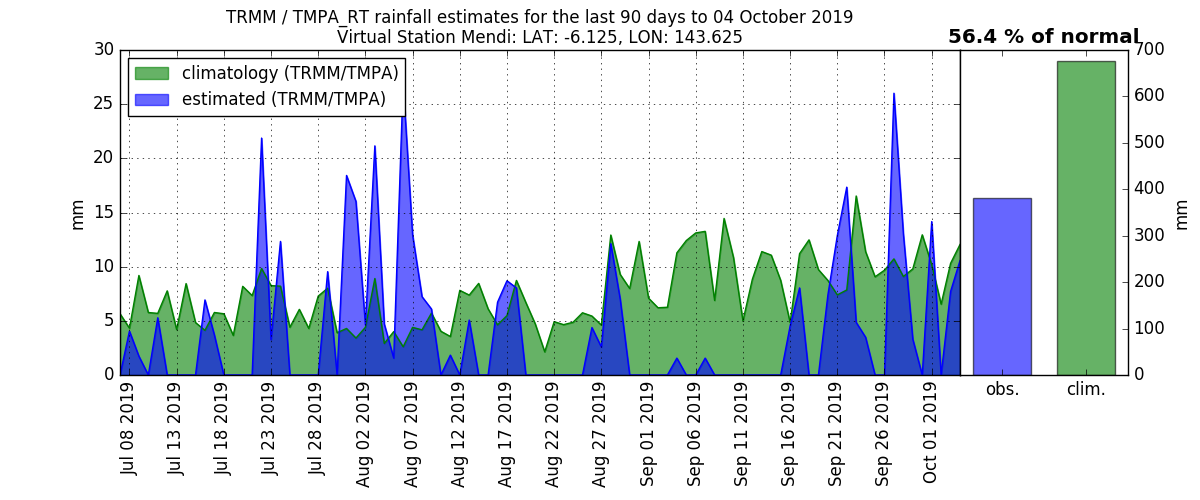 TRMM / TMPA_RT rainfall estimates for the last 90 days to 04 October 2019
Virtual Station Mendi: LAT: -6.125, LON: 143.625
56.4 % of normal
climatology (TRMM/TMPA)
estimated (TRMM/TMPA)
30
25
20
15
10
5
0
mm
Jul 08 2019
Jul 13 2019
Jul 18 2019
Jul 23 2019
Jul 28 2019
Aug 02 2019
Aug 07 2019
Aug 12 2019
Aug 17 2019
Aug 22 2019
Aug 27 2019
Sep 01 2019
Sep 06 2019
Sep 11 2019
Sep 16 2019
Sep 21 2019
Sep 26 2019
Oct 01 2019
obs.
clim.
700
600
500
400
300
200
100
0
mm